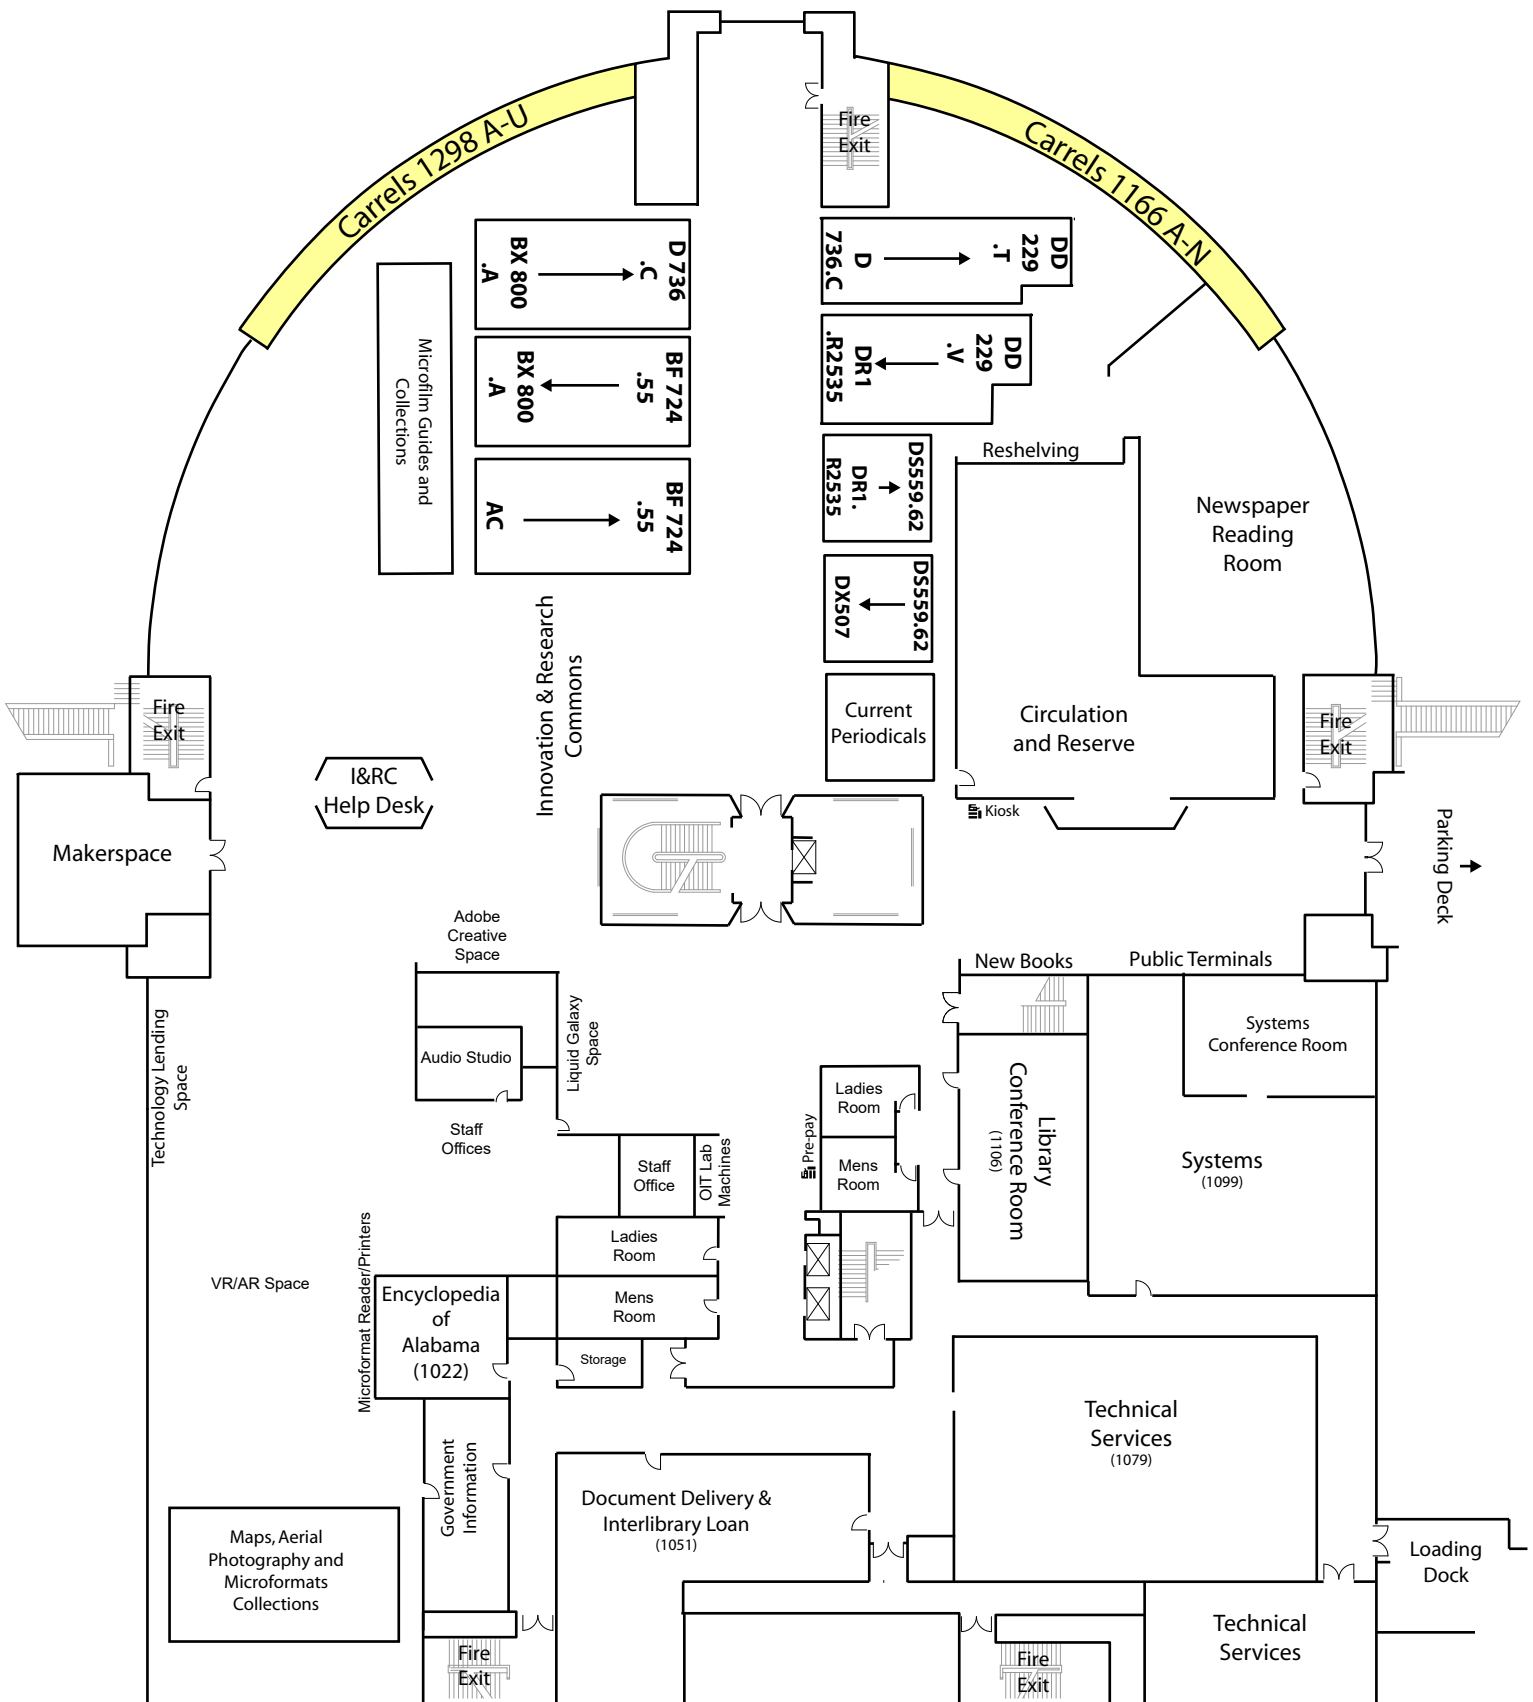 Carrels 1298 A-U
Carrels 1166 A-N
Fire
Exit
D 736
.C
BX 800
.A
DD
229
.T
D
736.C
BF 724
.55
BX 800
.A
DD
229
.V
DR1
.R2535
BF 724
.55
AC
Microfilm Guides and
Collections
DS559.62
DR1.
R2535
DS559.62
DX507
Reshelving
Newspaper
Reading
Room
Innovation & Research
Commons
Current
Periodicals
Circulation
and Reserve
Fire
Exit
Fire
Exit
I&RC
Help Desk
Kiosk
Makerspace
Parking Deck
Adobe
Creative
Space
New Books
Public Terminals
Technology Lending
Space
Audio Studio
Liquid Galaxy
Space
Systems
Conference Room
Staff
Offices
Ladies
Room
Library
Conference Room
(1106)
Pre-pay
Mens
Room
Systems
(1099)
Staff
Office
OIT Lab
Machines
Ladies
Room
VR/AR Space
Microformat Reader/Printers
Encyclopedia
of
Alabama
(1022)
Mens
Room
Storage
Technical
Services
(1079)
Government
Information
Document Delivery &
Interlibrary Loan
(1051)
Maps, Aerial
Photography and
Microformats
Collections
Loading
Dock
Fire
Exit
Fire
Exit
Technical
Services